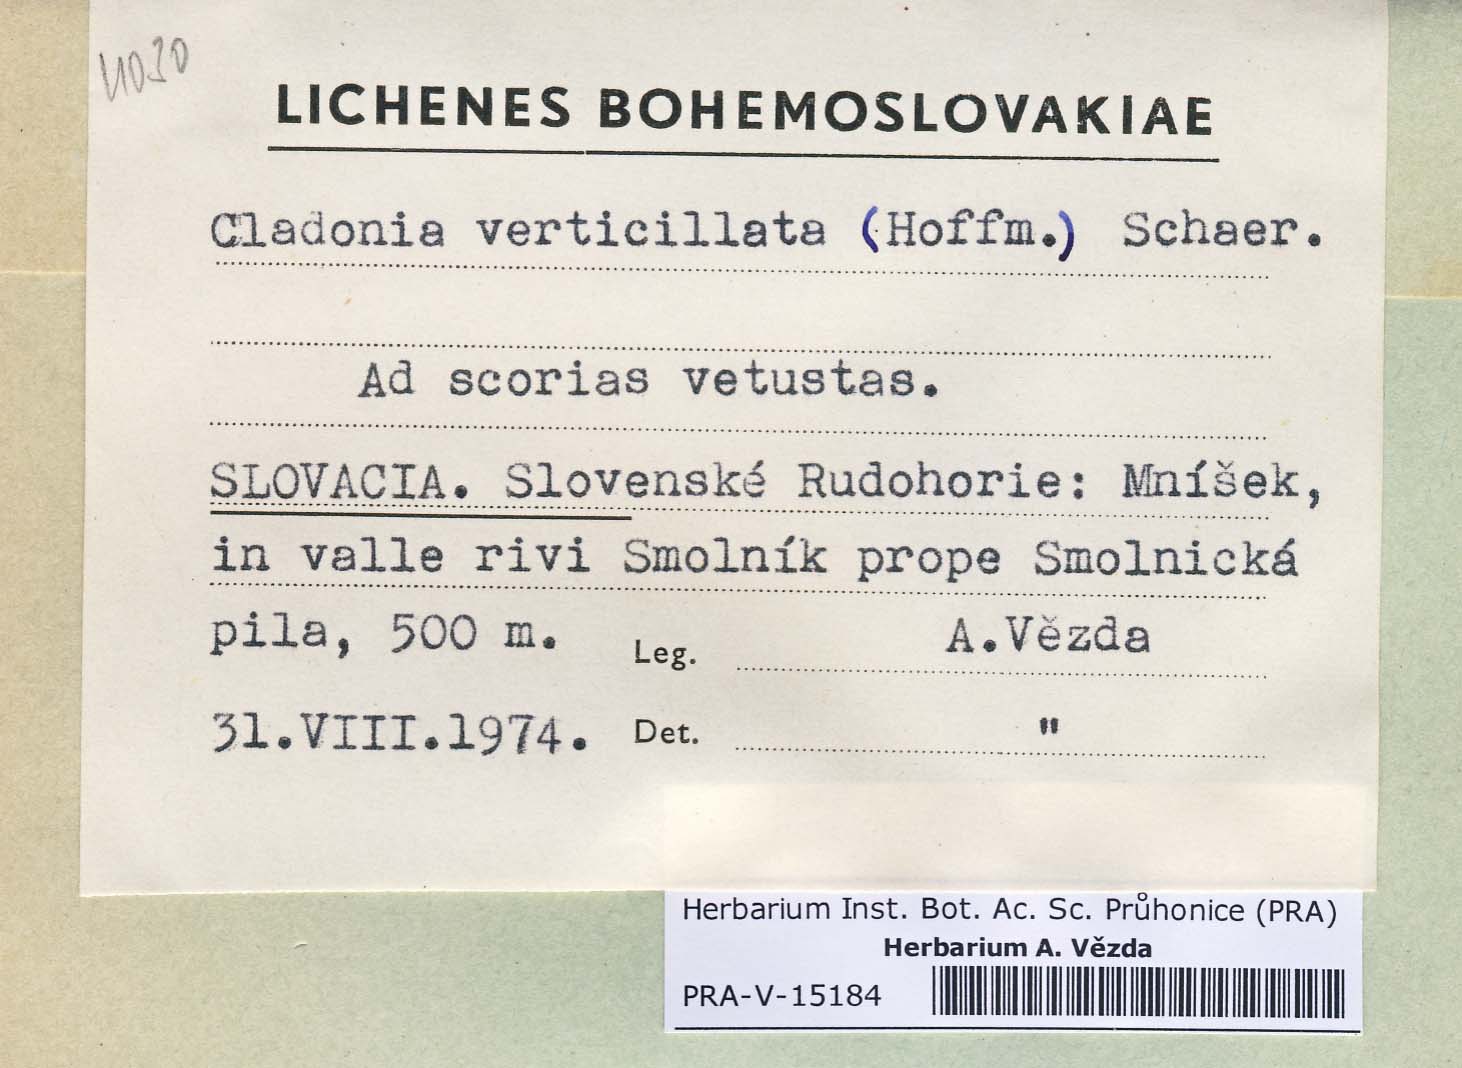 4030
LICHENES BOHEMOSLOVAKIAE
Cladonia verticillata (Hoffm.) Schaer.
Ad scorias vetustas.
SLOVACIA. Slovenské Rudohorie: Mníšek,
in valle rivi Smolník prope Smolnická
pila, 500 m. Leg. A.Vězda
31.VIII.1974. Det. "
Herbarium Inst. Bot. Ac. Sc. Průhonice (PRA)
Herbarium A. Vězda
PRA-V-15184